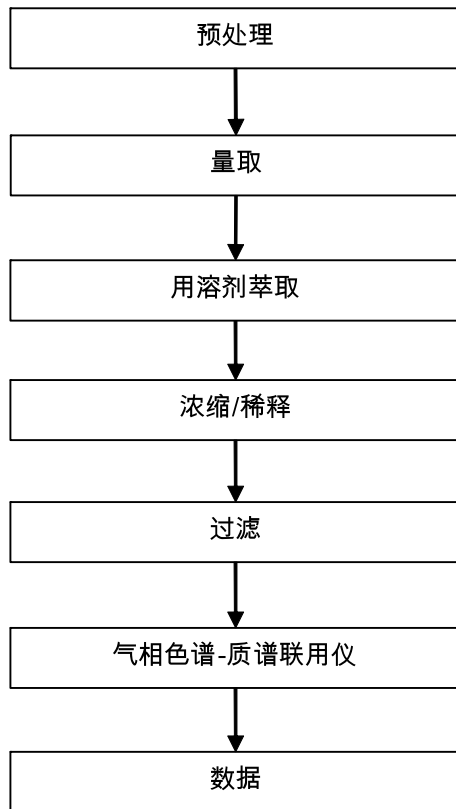 预处理
量取
用溶剂萃取
浓缩/稀释
过滤
气相色谱-质谱联用仪
数据